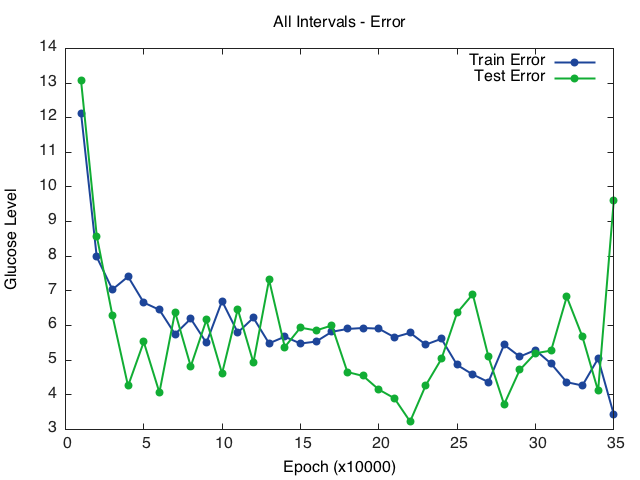 All Intervals - Error
Train Error
Test Error
Glucose Level
14
13
12
11
10
9
8
7
6
5
4
3
0 5 10 15 20 25 30 35
Epoch (x10000)